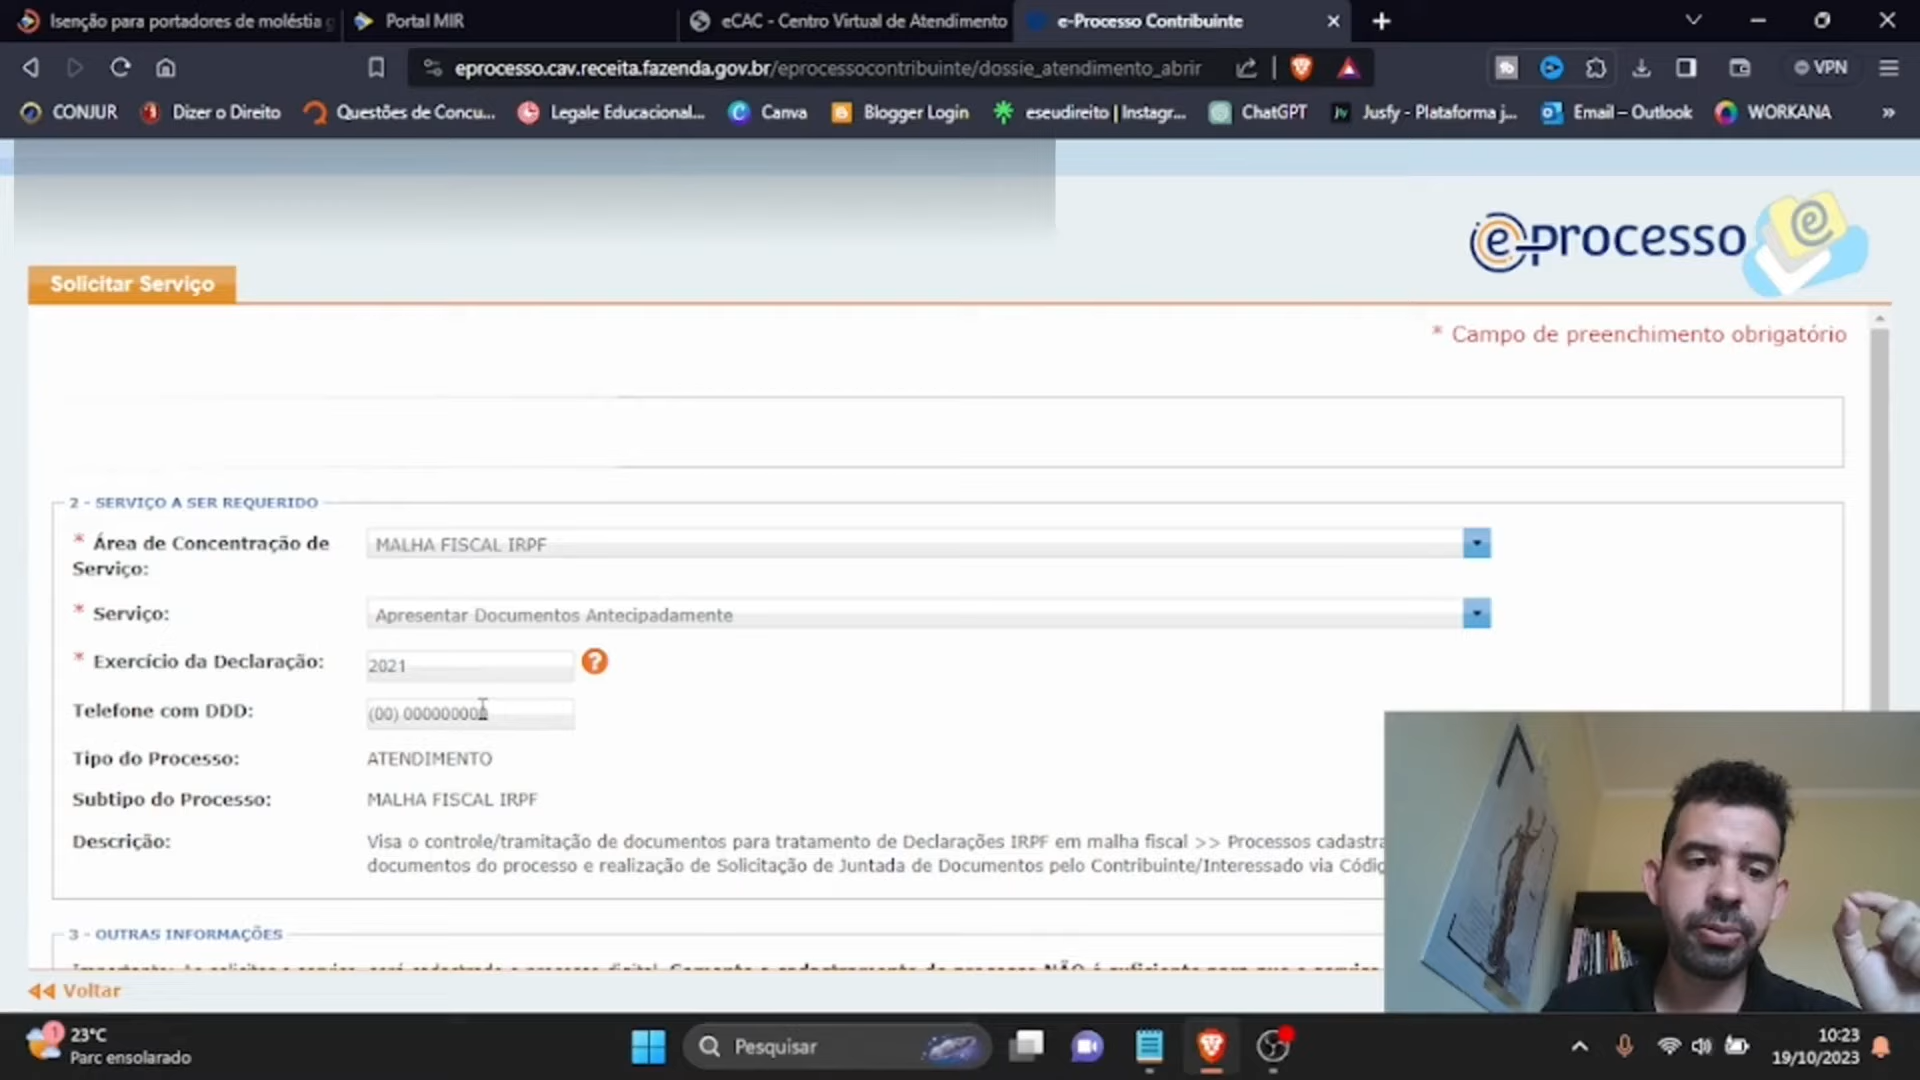 Isenção para portadores de moléstia g
Portal MIR
eCAC - Centro Virtual de Atendimento
e-Processo Contribuinte
eprocesso.cav.receita.fazenda.gov.br/eprocessocontribuinte/dossie_atendimento_abrir
VPN
CONJUR
Dizer o Direito
Questões de Concu...
Legale Educacional...
Canva
Blogger Login
eseudireito | Instagr...
ChatGPT
Jusfy - Plataforma j...
Email – Outlook
WORKANA
»
e-processo
Solicitar Serviço
* Campo de preenchimento obrigatório
2 - SERVIÇO A SER REQUERIDO
* Área de Concentração de Serviço:
MALHA FISCAL IRPF
* Serviço:
Apresentar Documentos Antecipadamente
* Exercício da Declaração:
2021
Telefone com DDD:
(00) 000000000
Tipo do Processo:
ATENDIMENTO
Subtipo do Processo:
MALHA FISCAL IRPF
Descrição:
Visa o controle/tramitação de documentos para tratamento de Declarações IRPF em malha fiscal >> Processos cadastra
documentos do processo e realização de Solicitação de Juntada de Documentos pelo Contribuinte/Interessado via Códig
3 - OUTRAS INFORMAÇÕES
Voltar
23°C
Parc ensolarado
Pesquisar
10:23
19/10/2023